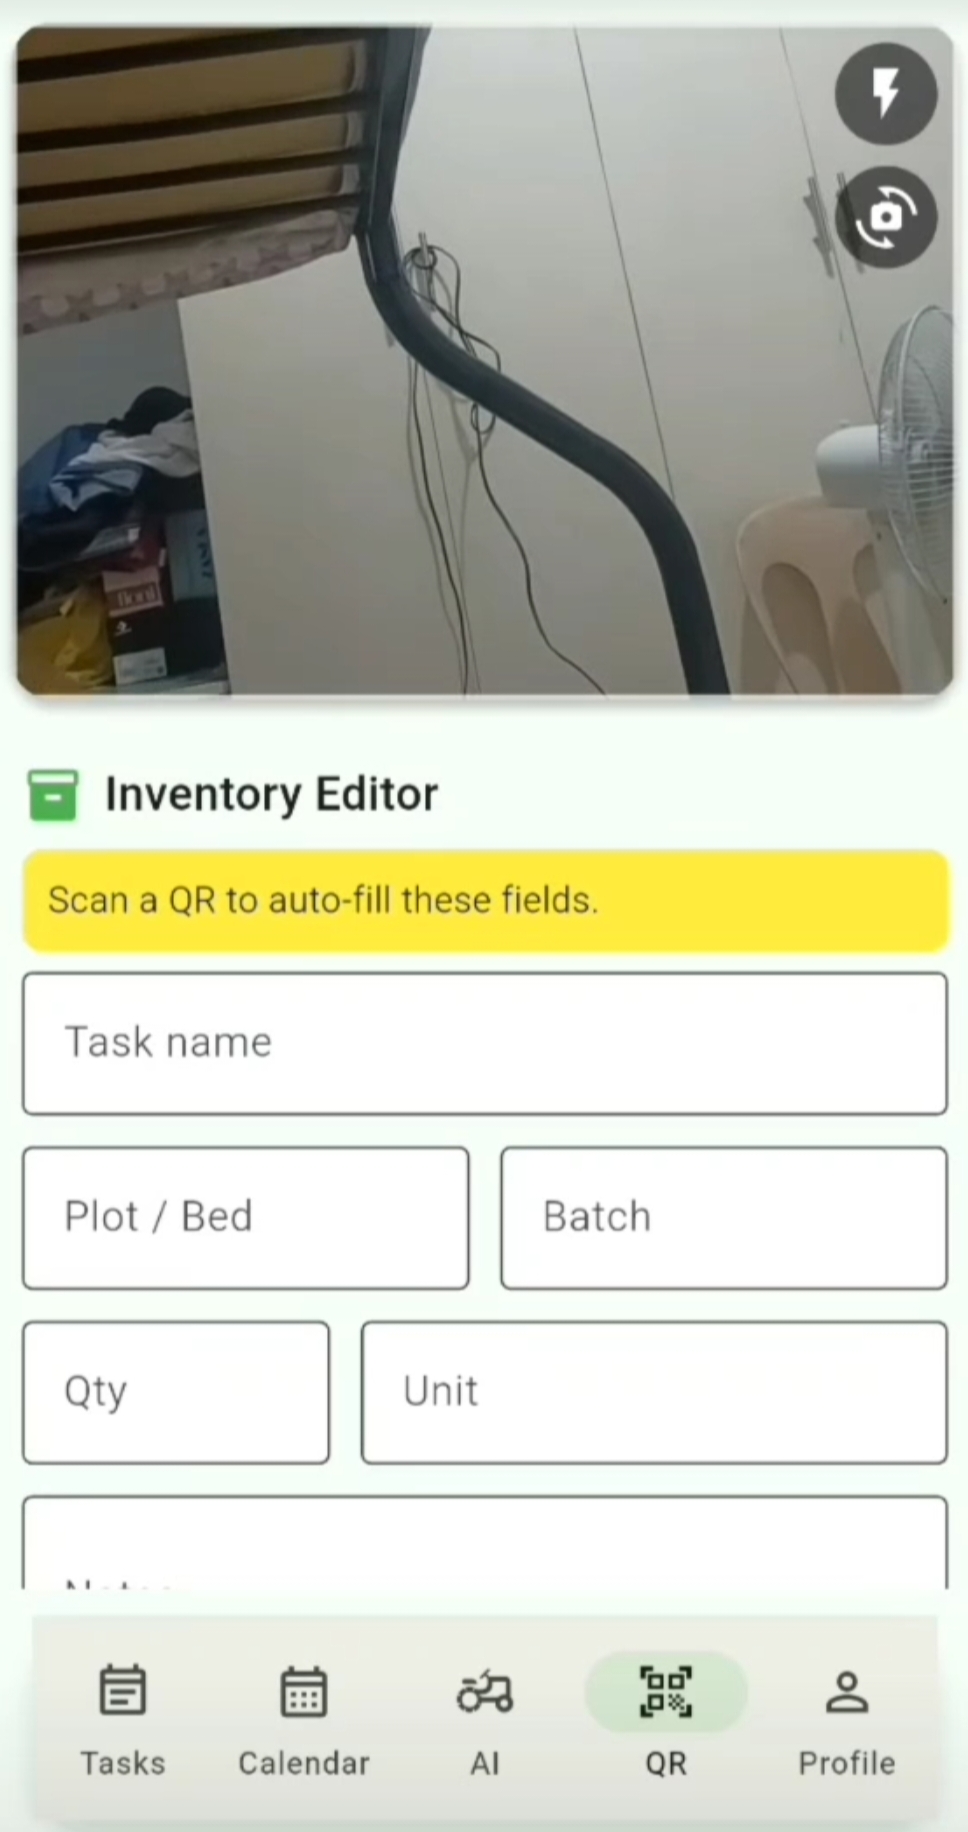 Inventory Editor
Scan a QR to auto-fill these fields.
Task name
Plot / Bed
Batch
Qty
Unit
Tasks
Calendar
AI
QR
Profile